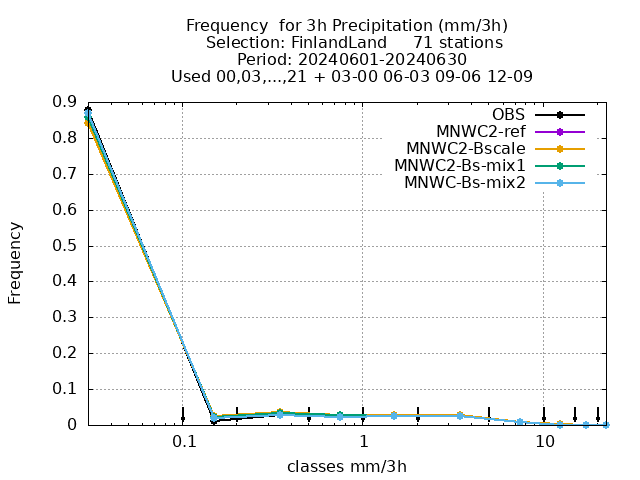 Frequency  for 3h Precipitation (mm/3h)
Selection: FinlandLand     71 stations
Period: 20240601-20240630
Used 00,03,...,21 + 03-00 06-03 09-06 12-09
OBS
MNWC2-ref
MNWC2-Bscale
MNWC2-Bs-mix1
MNWC-Bs-mix2
0.9
0.8
0.7
0.6
0.5
0.4
0.3
0.2
0.1
0
Frequency
0.1 1 10
classes mm/3h